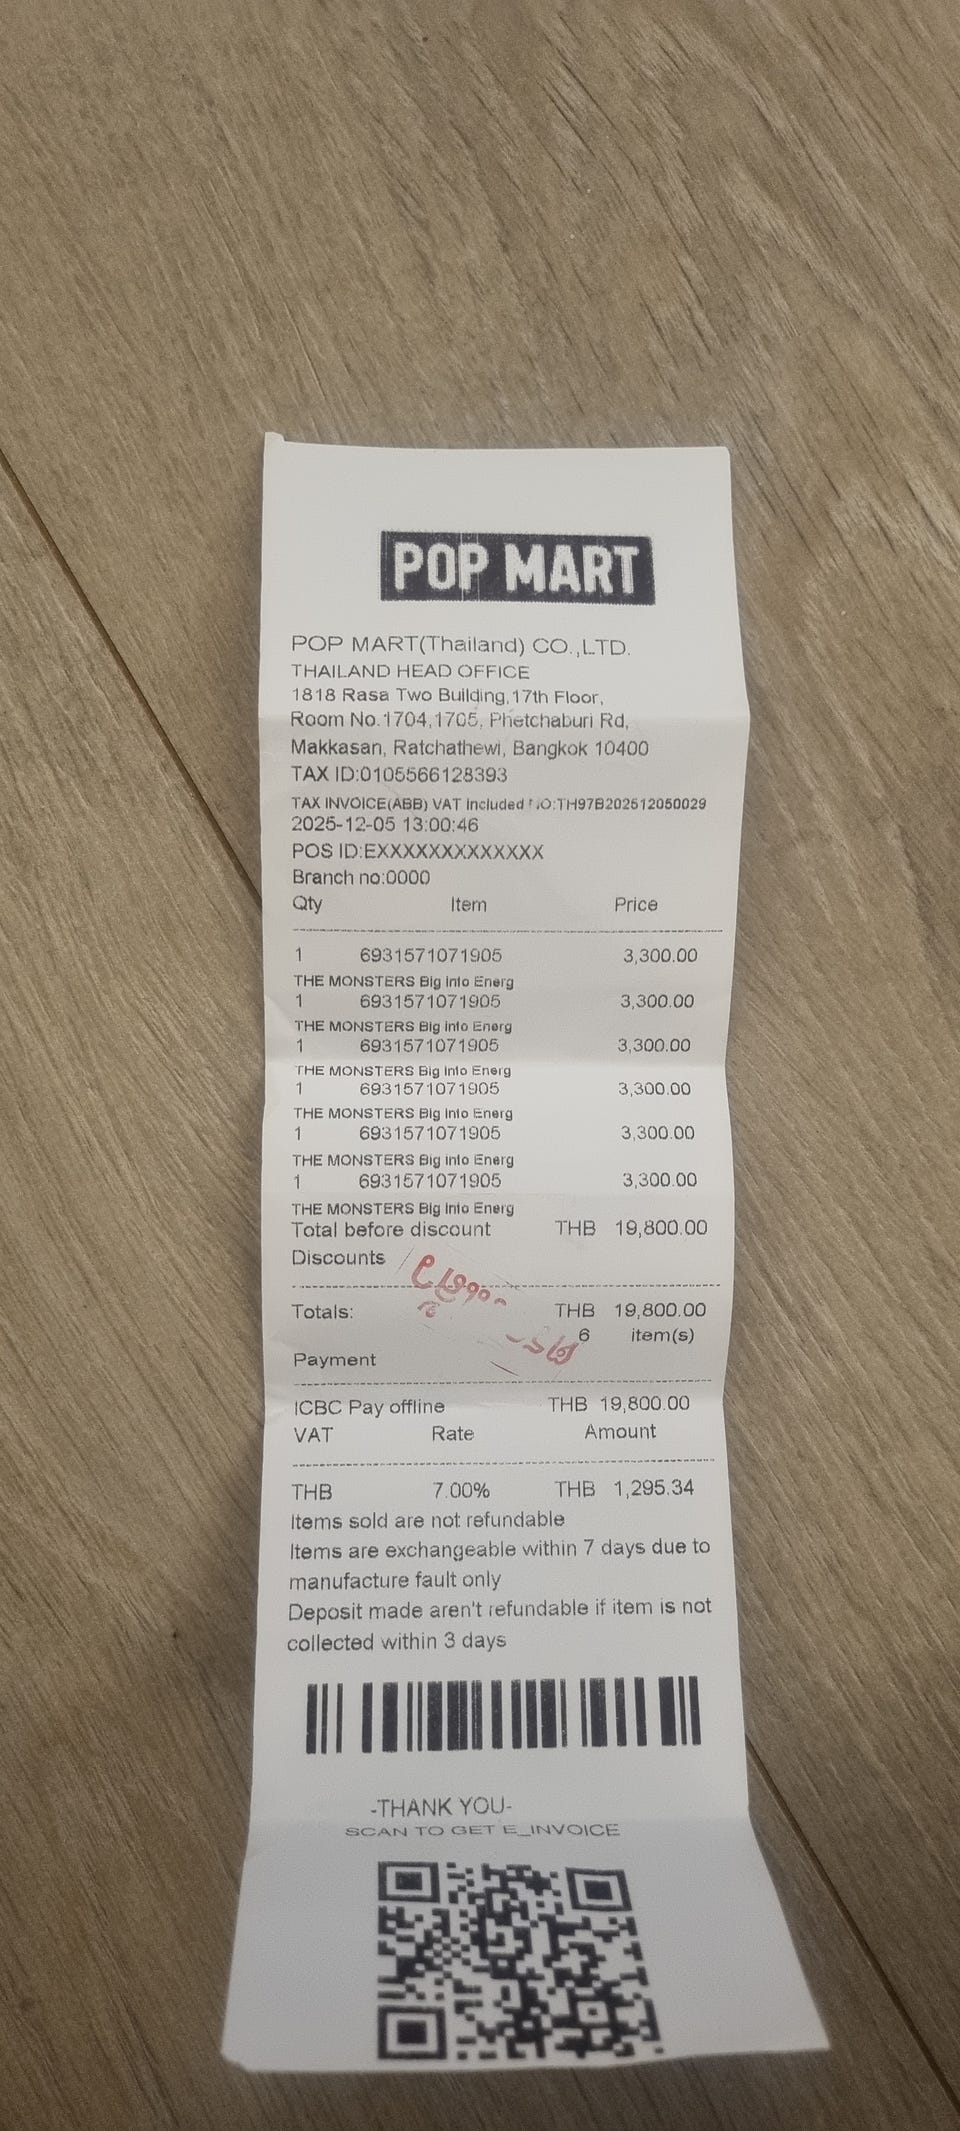 POP MART
POP MART(Thailand) CO.,LTD.
THAILAND HEAD OFFICE
1818 Rasa Two Building,17th Floor,
Room No.1704,1705, Phetchaburi Rd,
Makkasan, Ratchathewi, Bangkok 10400
TAX ID:0105566128393
TAX INVOICE(ABB) VAT Included NO:TH97B202512050029
2025-12-05 13:00:46
POS ID:EXXXXXXXXXXXXX
Branch no:0000
Qty Item Price
1 6931571071905 3,300.00
THE MONSTERS Big into Energ
1 6931571071905 3,300.00
THE MONSTERS Big into Energ
1 6931571071905 3,300.00
THE MONSTERS Big into Energ
1 6931571071905 3,300.00
THE MONSTERS Big into Energ
1 6931571071905 3,300.00
THE MONSTERS Big into Energ
1 6931571071905 3,300.00
THE MONSTERS Big into Energ
Total before discount THB 19,800.00
Discounts
Totals: THB 19,800.00
6 item(s)
Payment
ICBC Pay offline THB 19,800.00
VAT Rate Amount
THB 7.00% THB 1,295.34
Items sold are not refundable
Items are exchangeable within 7 days due to
manufacture fault only
Deposit made aren't refundable if item is not
collected within 3 days
-THANK YOU-
SCAN TO GET E_INVOICE